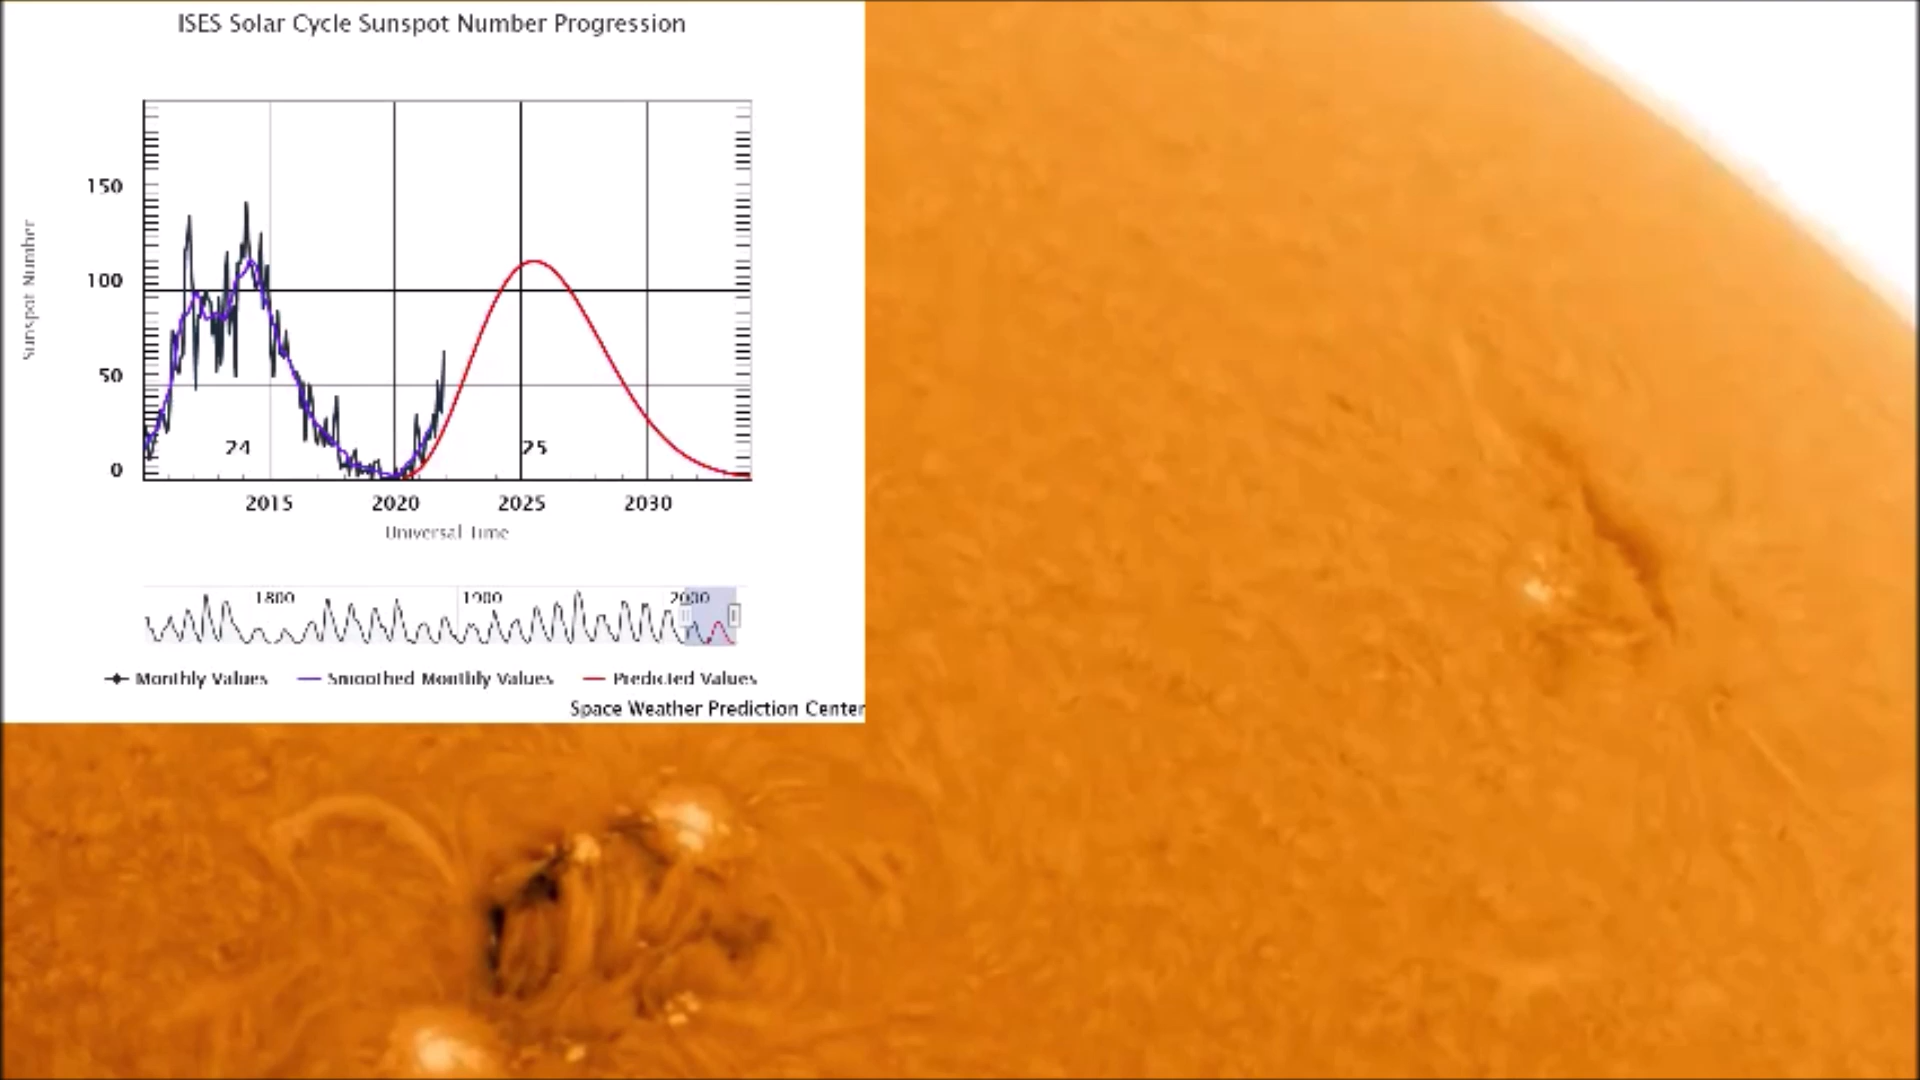 ISES Solar Cycle Sunspot Number Progression
150
100
50
0
Sunspot Number
24
25
2015 2020 2025 2030
Universal Time
1800 1900 2000
Monthly Values Smoothed Monthly Values Predicted Values
Space Weather Prediction Center